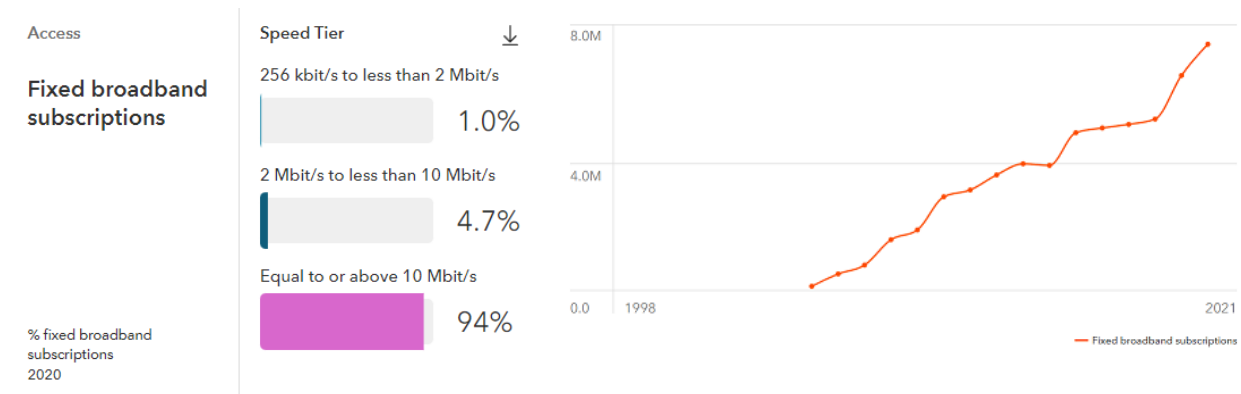 Access
Fixed broadband
subscriptions
% fixed broadband
subscriptions
2020
Speed Tier
256 kbit/s to less than 2 Mbit/s
1.0%
2 Mbit/s to less than 10 Mbit/s
4.7%
Equal to or above 10 Mbit/s
94%
8.0M
4.0M
0.0 1998 2021
Fixed broadband subscriptions